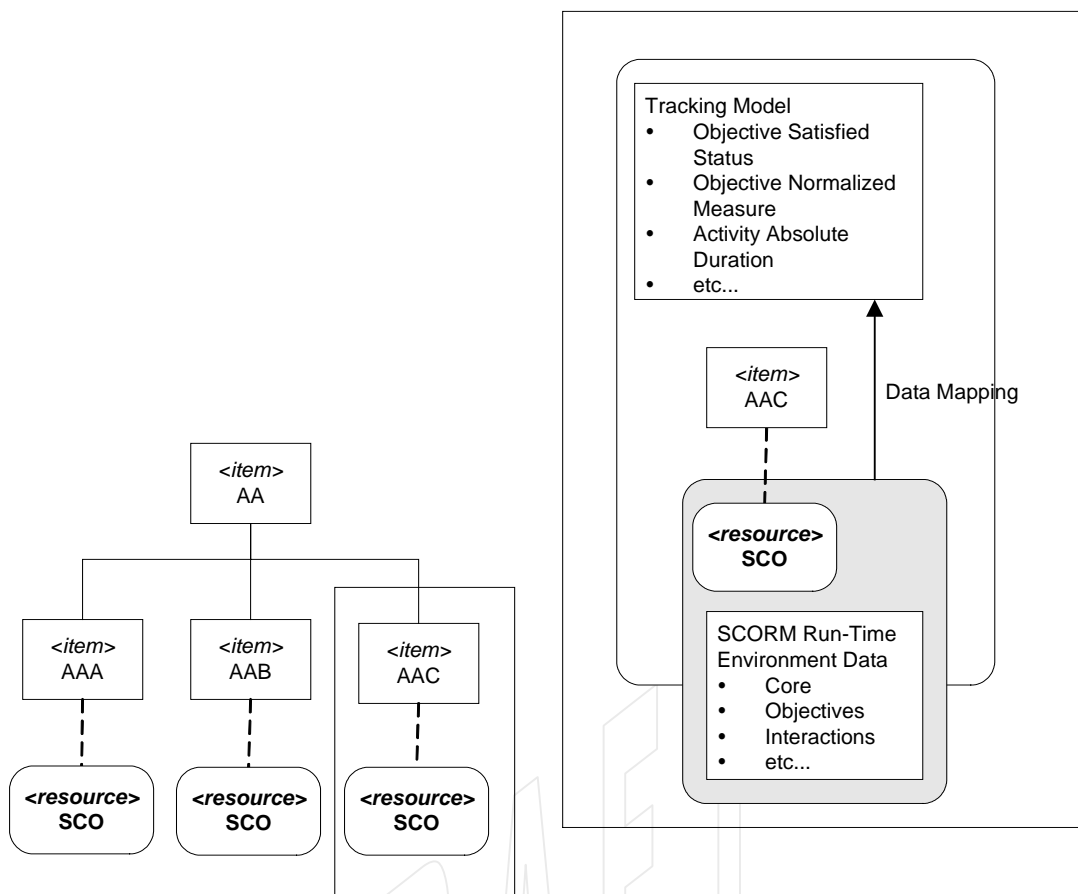 Tracking Model
• Objective Satisfied
Status
• Objective Normalized
Measure
• Activity Absolute
Duration
• etc...
<item>
AAC
Data Mapping
<resource>
SCO
SCORM Run-Time
Environment Data
• Core
• Objectives
• Interactions
• etc...
<item>
AA
<item>
AAA
<item>
AAB
<item>
AAC
<resource>
SCO
<resource>
SCO
<resource>
SCO